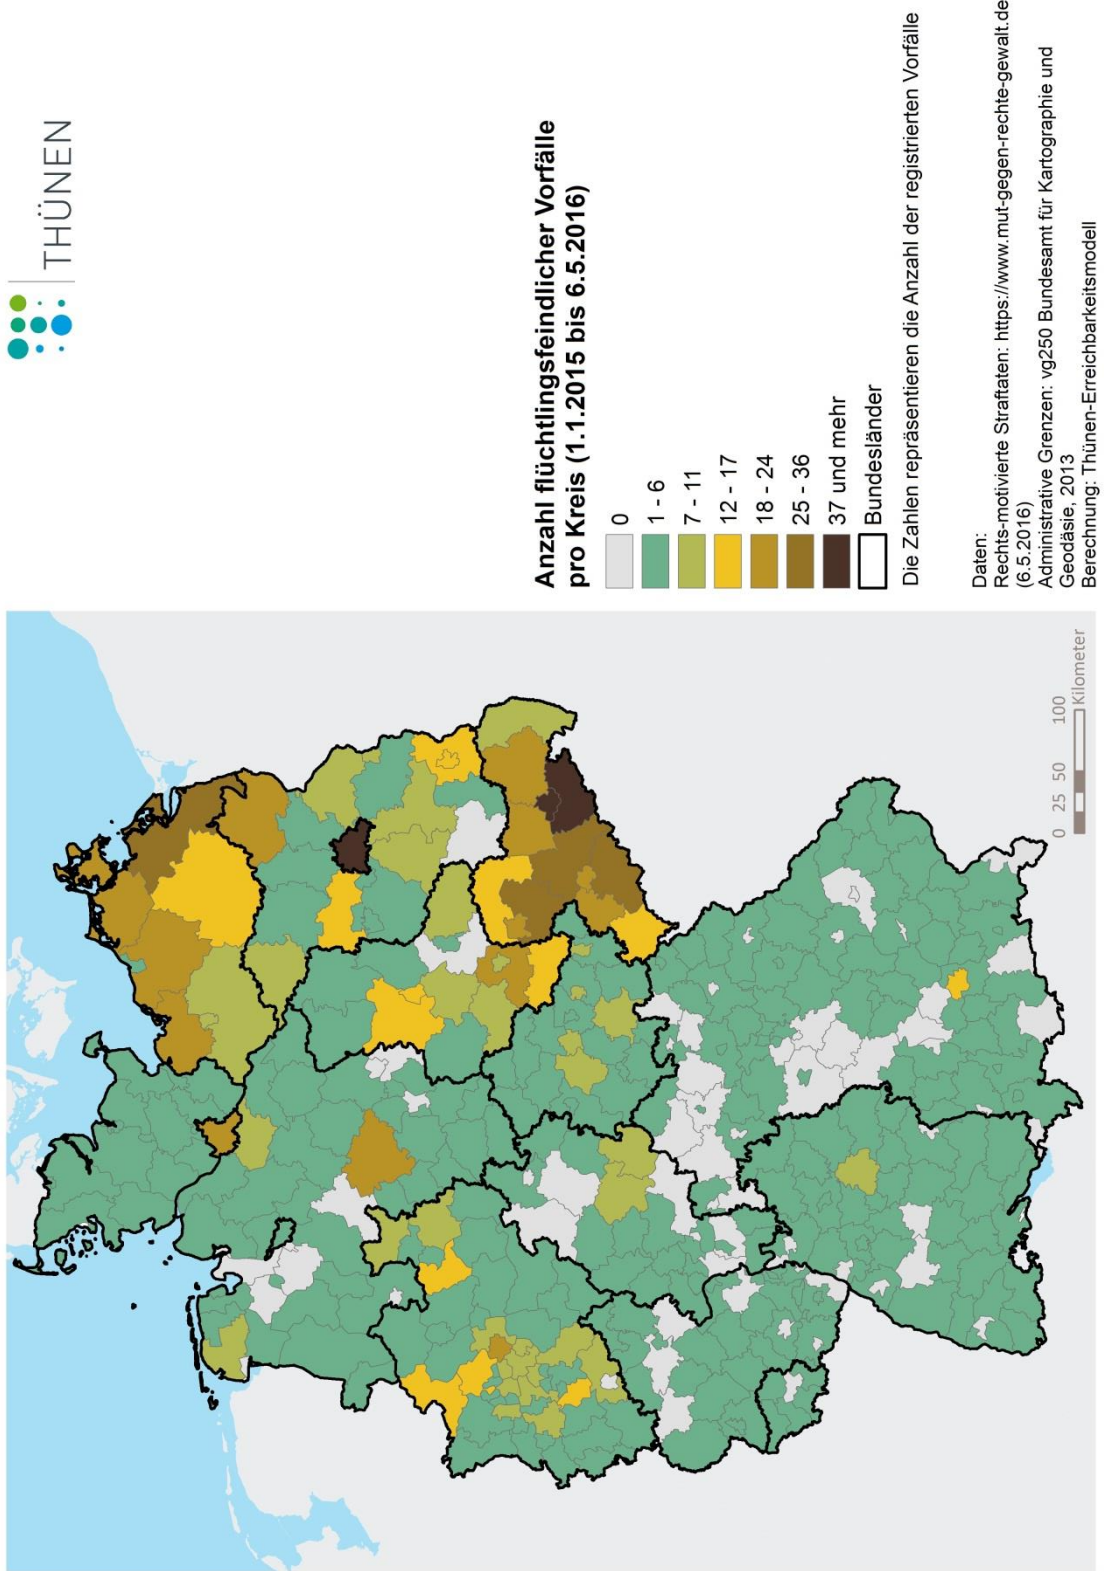 THÜNEN
Anzahl flüchtlingsfeindlicher Vorfälle
pro Kreis (1.1.2015 bis 6.5.2016)
0
1 - 6
7 - 11
12 - 17
18 - 24
25 - 36
37 und mehr
Bundesländer
Die Zahlen repräsentieren die Anzahl der registrierten Vorfälle
Daten:
Rechts-motivierte Straftaten: https://www.mut-gegen-rechte-gewalt.de
(6.5.2016)
Administrative Grenzen: vg250 Bundesamt für Kartographie und
Geodäsie, 2013
Berechnung: Thünen-Erreichbarkeitsmodell
0 25 50 100
Kilometer